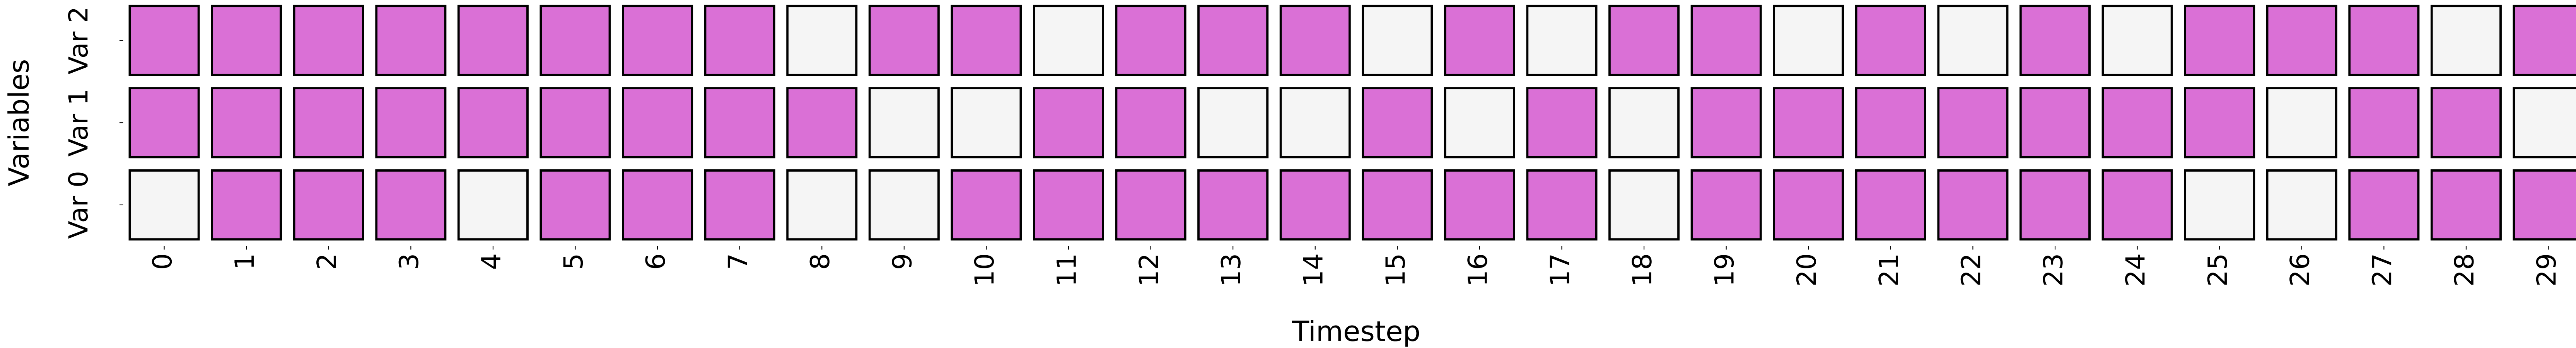 Variables
Var 2
Var 1
Var 0
0 1 2 3 4 5 6 7 8 9 10 11 12 13 14 15 16 17 18 19 20 21 22 23 24 25 26 27 28 29
Timestep